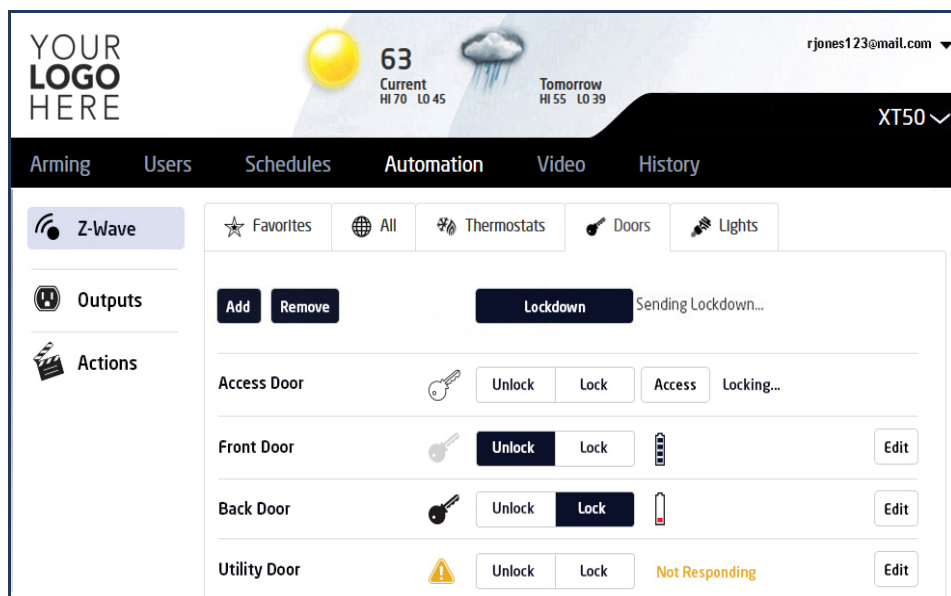 YOUR
LOGO
HERE
63
Current
HI 70 LO 45
Tomorrow
HI 55 LO 39
rjones123@mail.com
XT50
Arming Users Schedules Automation Video History
Z-Wave
Outputs
Actions
Favorites All Thermostats Doors Lights
Add Remove Lockdown Sending Lockdown...
Access Door Unlock Lock Access Locking...
Front Door Unlock Lock Edit
Back Door Unlock Lock Edit
Utility Door Unlock Lock Not Responding Edit